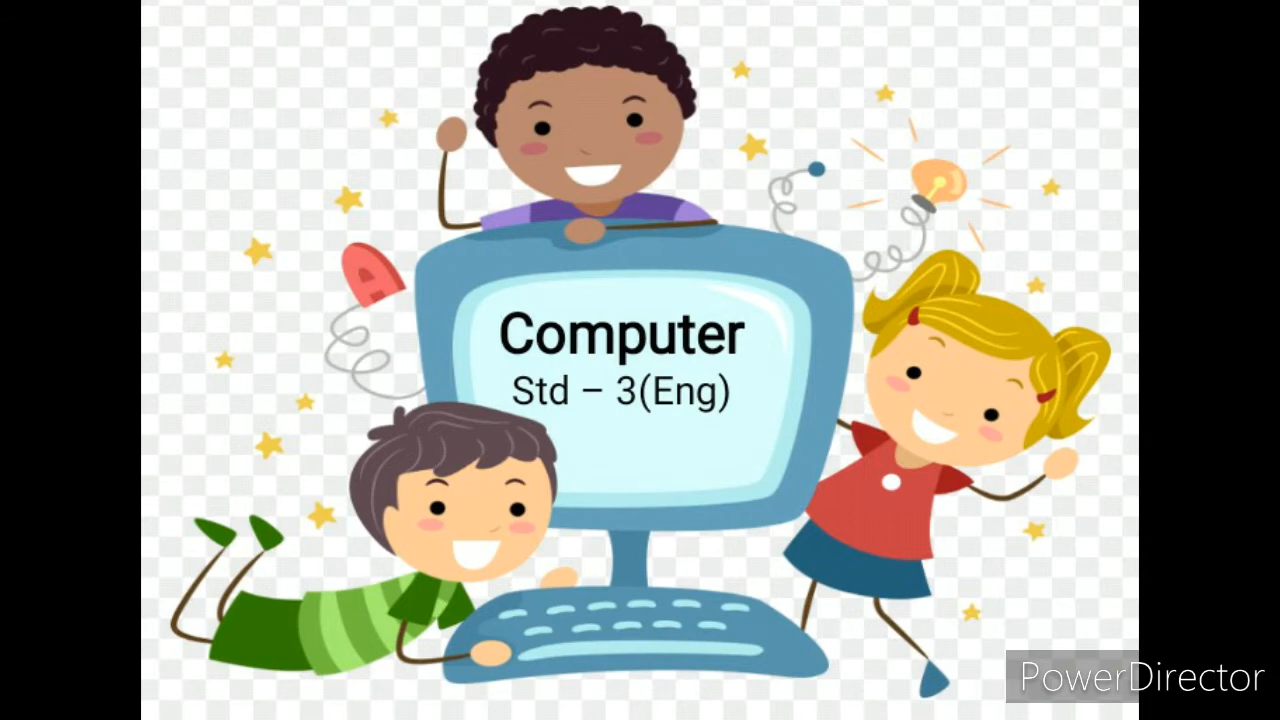 Computer
Std – 3(Eng)
PowerDirector